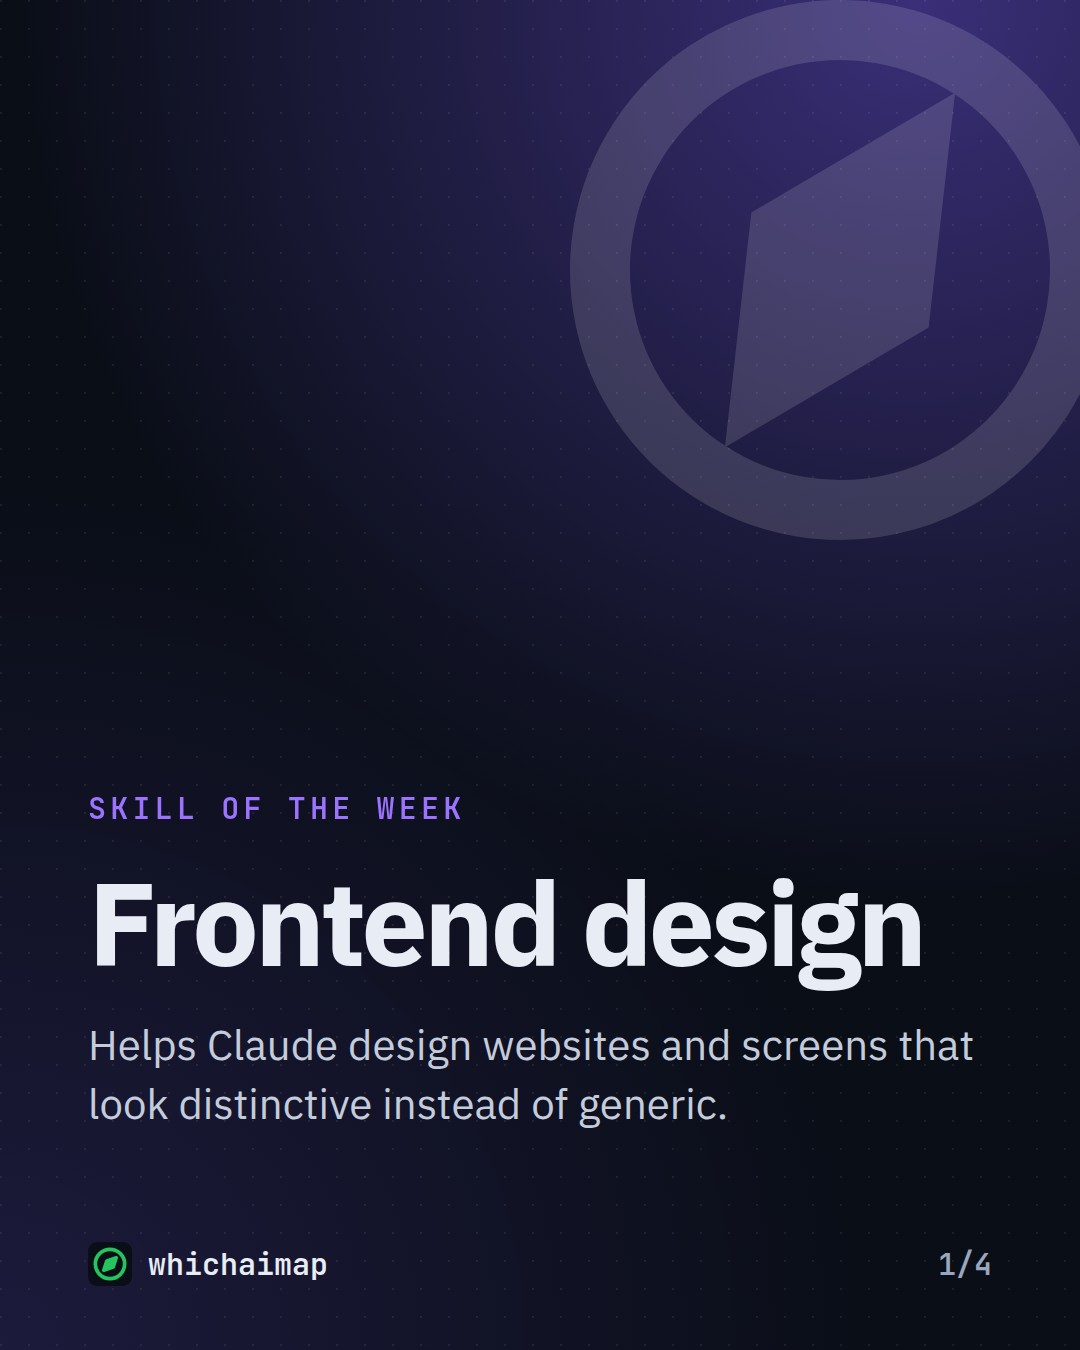 SKILL OF THE WEEK
Frontend design
Helps Claude design websites and screens that
look distinctive instead of generic.
whichaimap
1/4